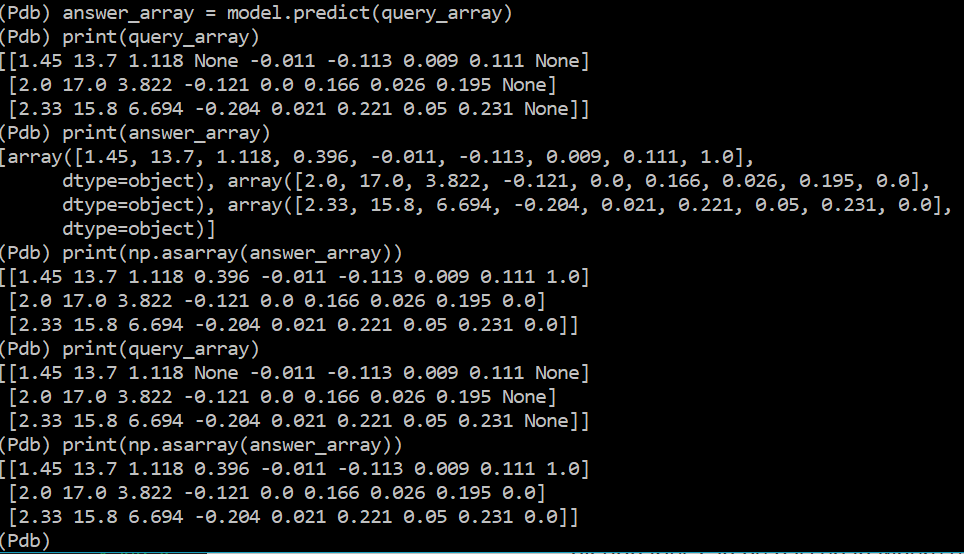 (Pdb) answer_array = model.predict(query_array)
(Pdb) print(query_array)
[[1.45 13.7 1.118 None -0.011 -0.113 0.009 0.111 None]
 [2.0 17.0 3.822 -0.121 0.0 0.166 0.026 0.195 None]
 [2.33 15.8 6.694 -0.204 0.021 0.221 0.05 0.231 None]]
(Pdb) print(answer_array)
[array([1.45, 13.7, 1.118, 0.396, -0.011, -0.113, 0.009, 0.111, 1.0],
      dtype=object), array([2.0, 17.0, 3.822, -0.121, 0.0, 0.166, 0.026, 0.195, 0.0],
      dtype=object), array([2.33, 15.8, 6.694, -0.204, 0.021, 0.221, 0.05, 0.231, 0.0],
      dtype=object)]
(Pdb) print(np.asarray(answer_array))
[[1.45 13.7 1.118 0.396 -0.011 -0.113 0.009 0.111 1.0]
 [2.0 17.0 3.822 -0.121 0.0 0.166 0.026 0.195 0.0]
 [2.33 15.8 6.694 -0.204 0.021 0.221 0.05 0.231 0.0]]
(Pdb) print(query_array)
[[1.45 13.7 1.118 None -0.011 -0.113 0.009 0.111 None]
 [2.0 17.0 3.822 -0.121 0.0 0.166 0.026 0.195 None]
 [2.33 15.8 6.694 -0.204 0.021 0.221 0.05 0.231 None]]
(Pdb) print(np.asarray(answer_array))
[[1.45 13.7 1.118 0.396 -0.011 -0.113 0.009 0.111 1.0]
 [2.0 17.0 3.822 -0.121 0.0 0.166 0.026 0.195 0.0]
 [2.33 15.8 6.694 -0.204 0.021 0.221 0.05 0.231 0.0]]
(Pdb)